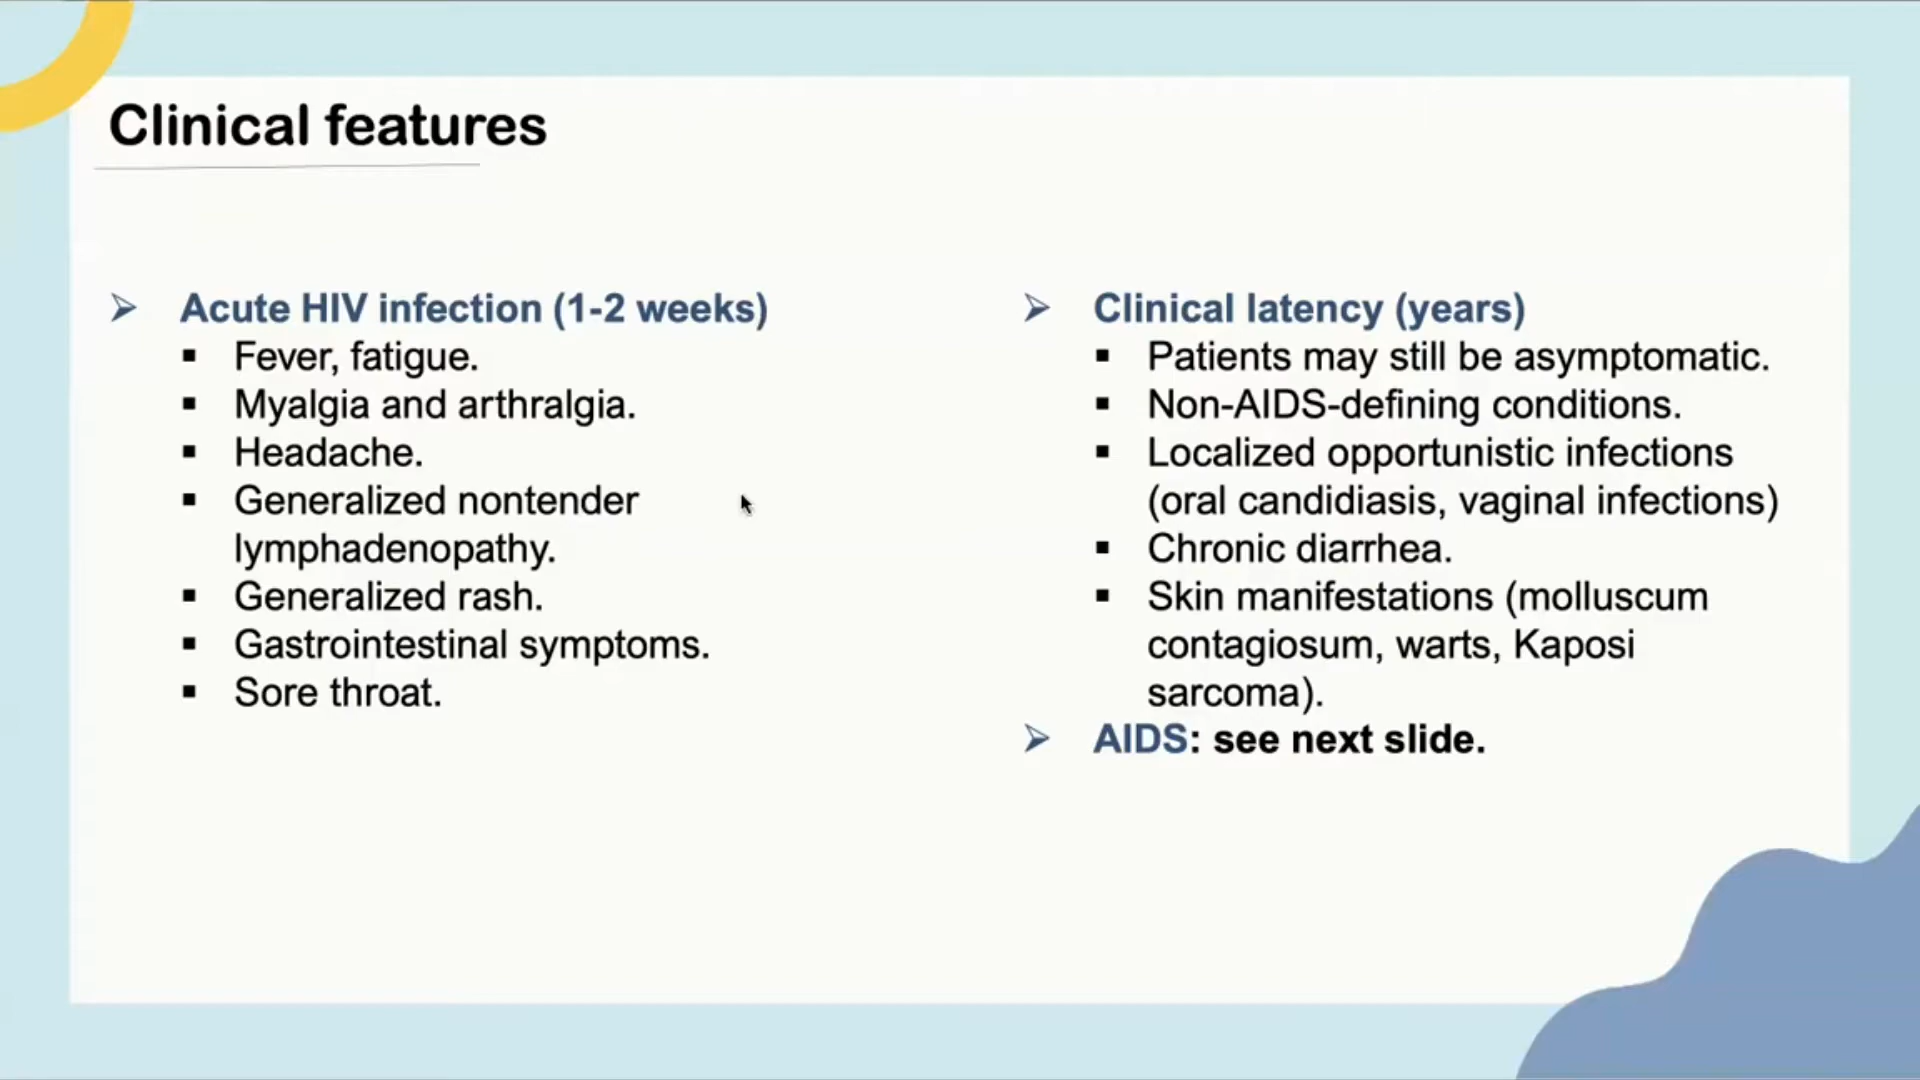 Clinical features
➢ Acute HIV infection (1-2 weeks)
▪ Fever, fatigue.
▪ Myalgia and arthralgia.
▪ Headache.
▪ Generalized nontender
lymphadenopathy.
▪ Generalized rash.
▪ Gastrointestinal symptoms.
▪ Sore throat.
➢ Clinical latency (years)
▪ Patients may still be asymptomatic.
▪ Non-AIDS-defining conditions.
▪ Localized opportunistic infections
(oral candidiasis, vaginal infections)
▪ Chronic diarrhea.
▪ Skin manifestations (molluscum
contagiosum, warts, Kaposi
sarcoma).
➢ AIDS: see next slide.